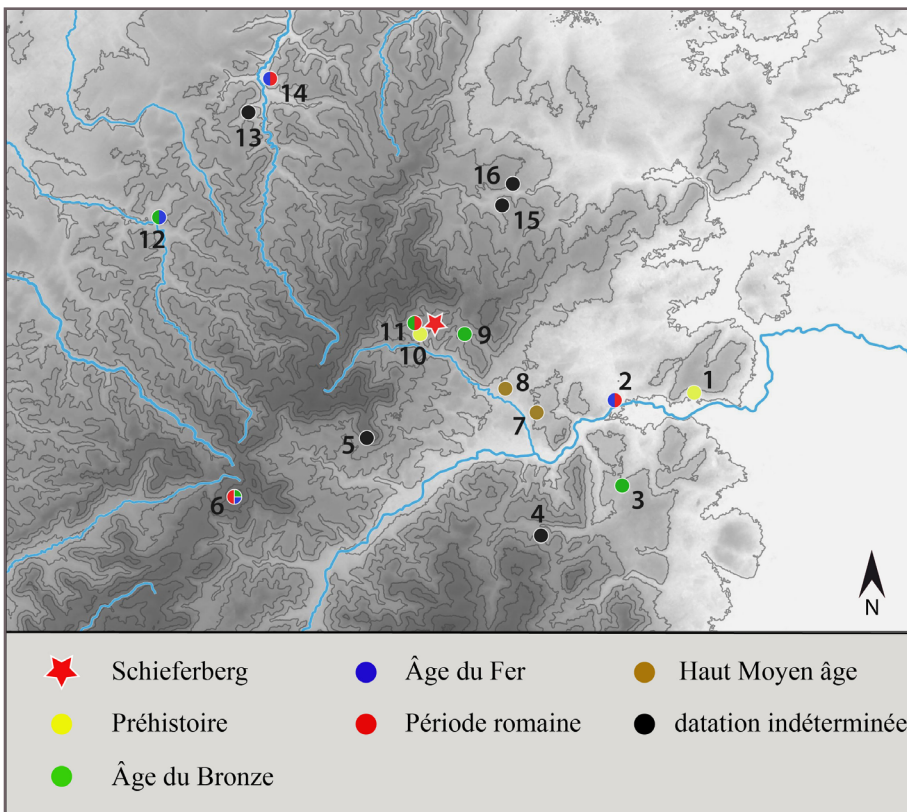 14
13
16
15
12
11
9
10
8
2
1
7
5
6
3
4
N
Schieferberg
Âge du Fer
Haut Moyen âge
Préhistoire
Période romaine
datation indéterminée
Âge du Bronze